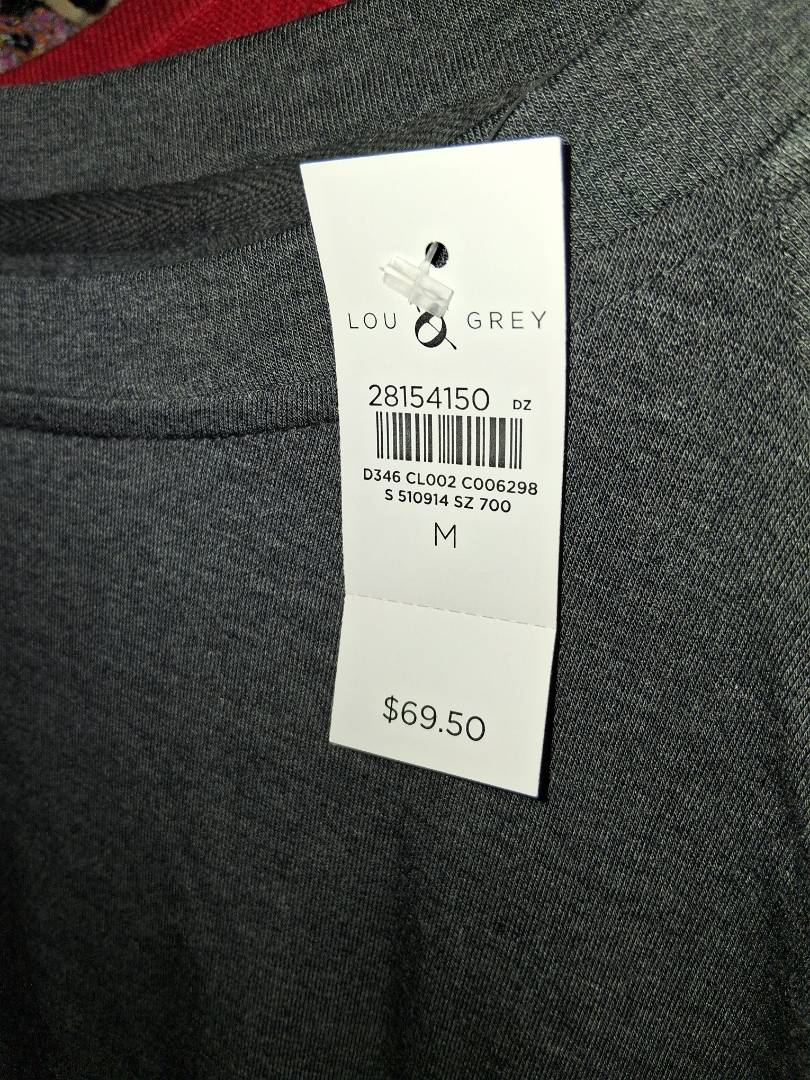 LOU & GREY
28154150 DZ
D346 CL002 C006298
S 510914 SZ 700
M
$69.50